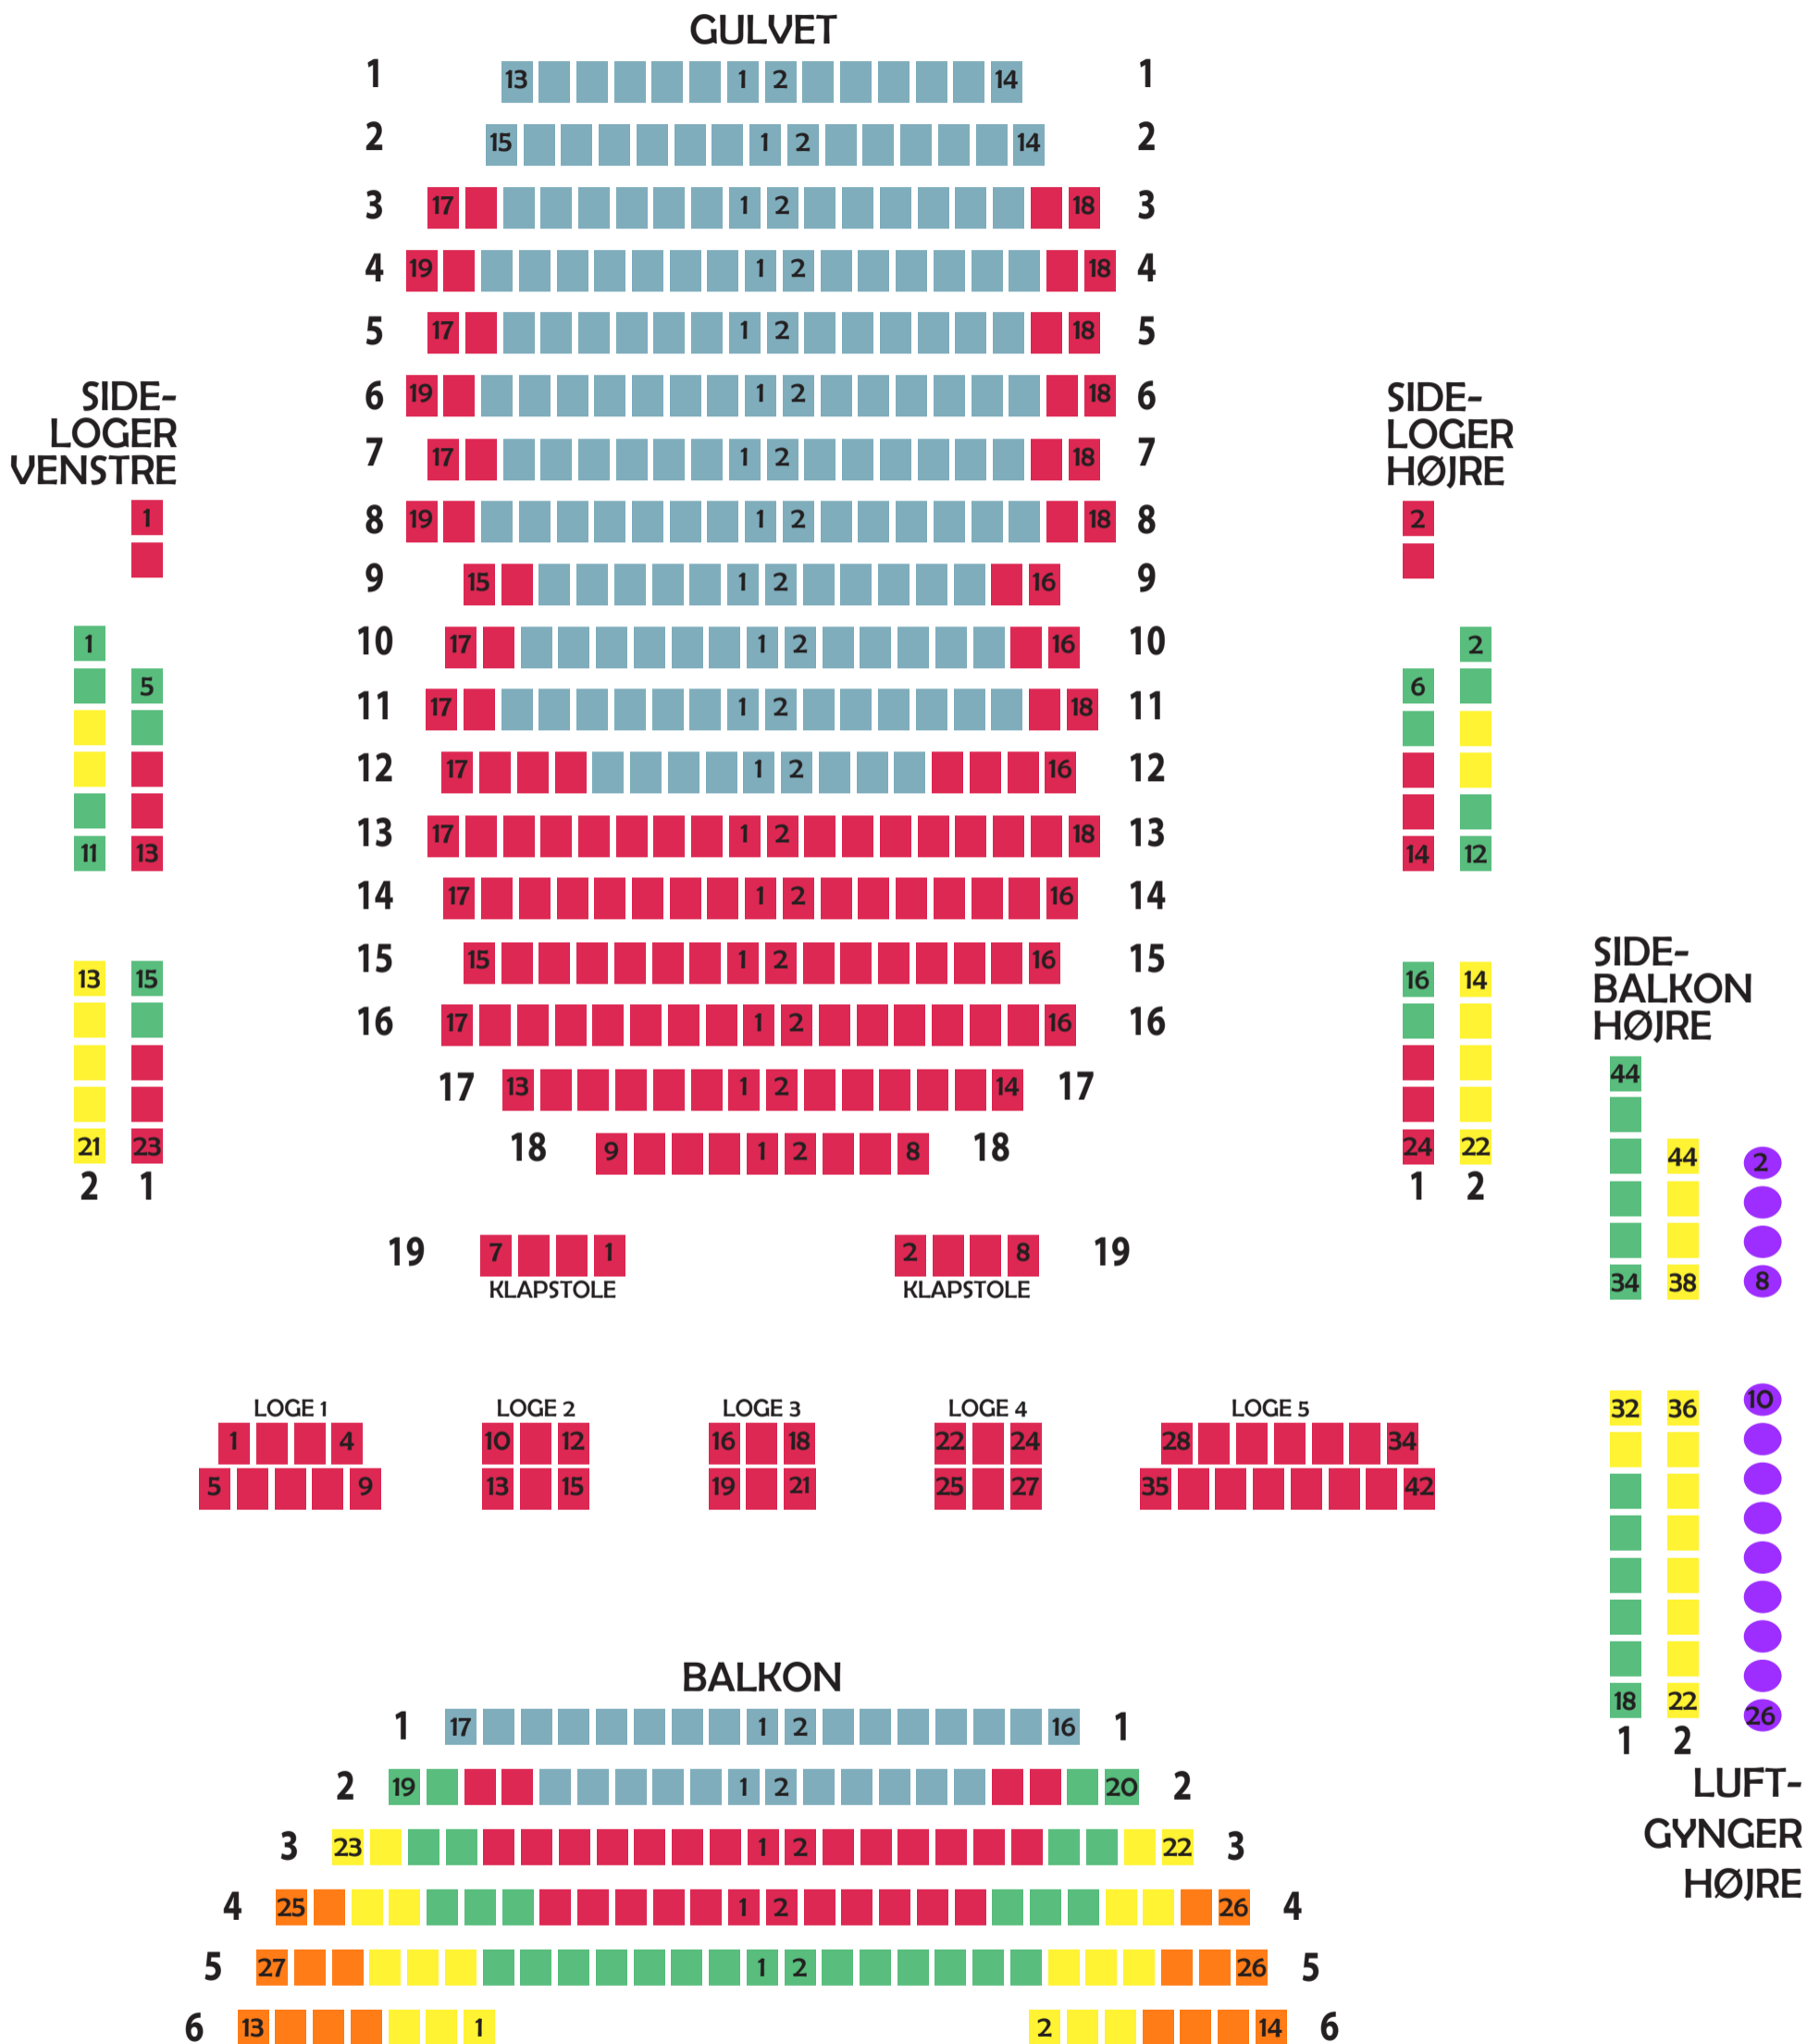 GULVET
1 13 1 2 14 1
2 15 1 2 14 2
3 17 1 2 18 3
4 19 1 2 18 4
5 17 1 2 18 5
6 19 1 2 18 6
7 17 1 2 18 7
8 19 1 2 18 8
9 15 1 2 16 9
10 17 1 2 16 10
11 17 1 2 18 11
12 17 1 2 16 12
13 17 1 2 18 13
14 17 1 2 16 14
15 15 1 2 16 15
16 17 1 2 16 16
17 13 1 2 14 17
18 9 1 2 8 18
19 7 1 2 8 19
KLAPSTOLE KLAPSTOLE
SIDE-
LOGER
VENSTRE
1
1
5
11 13
13 15
21 23
2 1
SIDE-
LOGER
HØJRE
2
2
6
14 12
16 14
24 22
1 2
SIDE-
BALKON
HØJRE
44
44 2
34 38 8
32 36 10
18 22 26
1 2
LUFT-
GYNGER
HØJRE
LOGE 1 LOGE 2 LOGE 3 LOGE 4 LOGE 5
1 4 10 12 16 18 22 24 28 34
5 9 13 15 19 21 25 27 35 42
BALKON
1 17 1 2 16 1
2 19 1 2 20 2
3 23 1 2 22 3
4 25 1 2 26 4
5 27 1 2 26 5
6 13 1 2 14 6